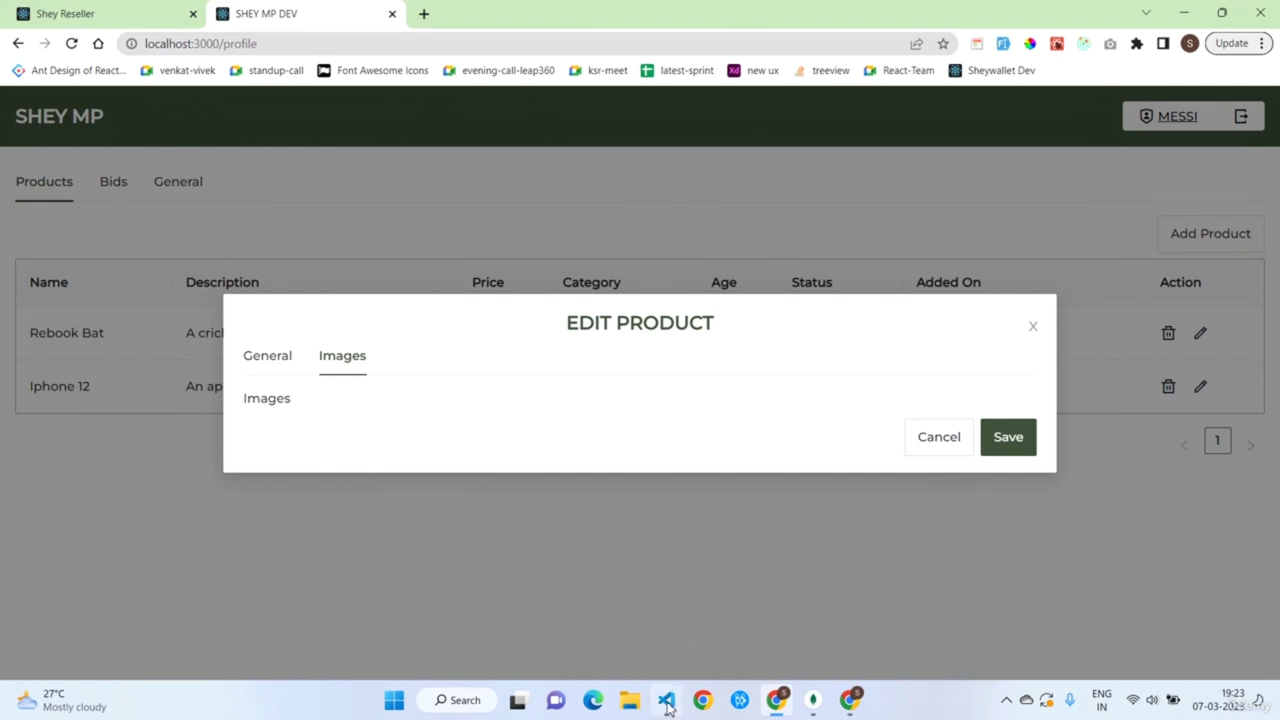 Shey Reseller
SHEY MP DEV
localhost:3000/profile
S
Update
Ant Design of React...
venkat-vivek
standup-call
Font Awesome Icons
evening-call-leap360
ksr-meet
latest-sprint
Xd new ux
treeview
React-Team
Sheywallet Dev
SHEY MP
MESSI
Products
Bids
General
Add Product
Name Description Price Category Age Status Added On Action
Rebook Bat A cric
Iphone 12 An ap
EDIT PRODUCT
X
General Images
Images
Cancel Save
< 1 >
27°C
Mostly cloudy
Search
ENG
IN
19:23
07-03-2023